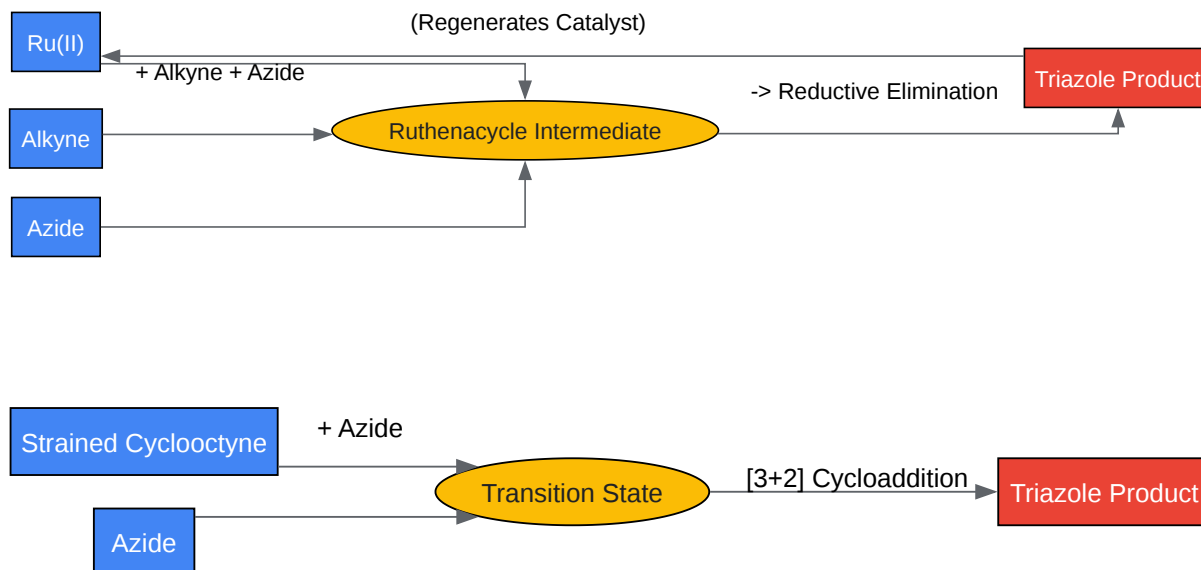 (Regenerates Catalyst)
Ru(II)
+ Alkyne + Azide
-> Reductive Elimination
Triazole Product
Alkyne
Ruthenacycle Intermediate
Azide
Strained Cyclooctyne
+ Azide
Transition State
[3+2] Cycloaddition
Triazole Product
Azide